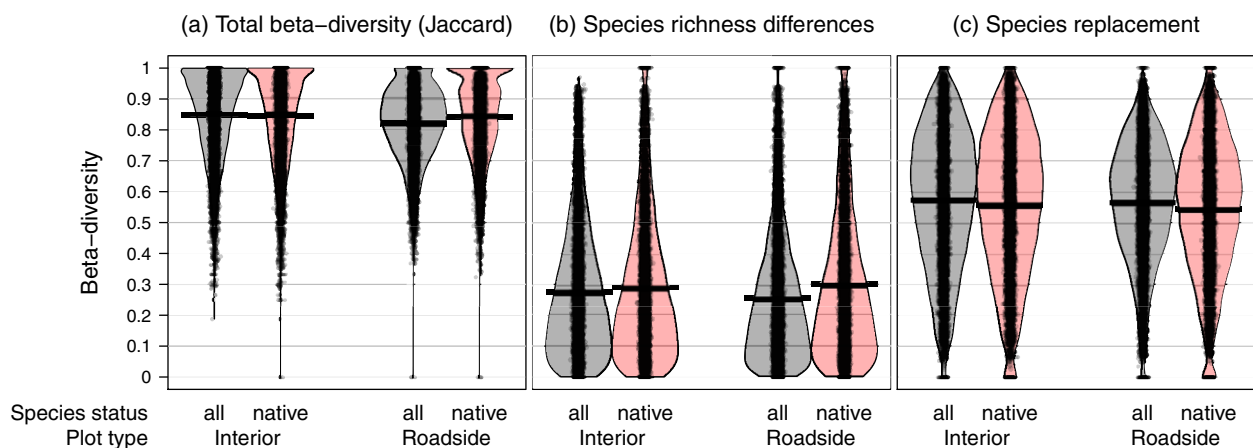 (a) Total beta−diversity (Jaccard) (b) Species richness differences (c) Species replacement
Beta−diversity
1
0.9
0.8
0.7
0.6
0.5
0.4
0.3
0.2
0.1
0
Species status all native all native all native all native all native all native
Plot type Interior Roadside Interior Roadside Interior Roadside